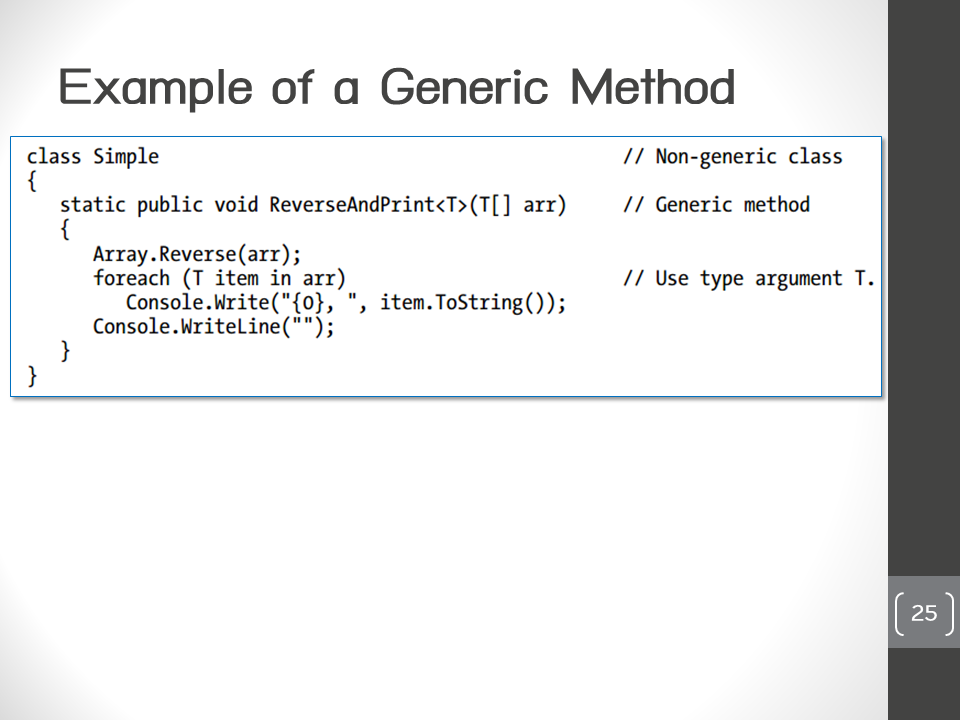 Example of a Generic Method
class Simple // Non-generic class
{
static public void ReverseAndPrint<T>(T[] arr) // Generic method
{
Array.Reverse(arr);
foreach (T item in arr) // Use type argument T.
Console.Write("{0}, ", item.ToString());
Console.WriteLine("");
}
}
25